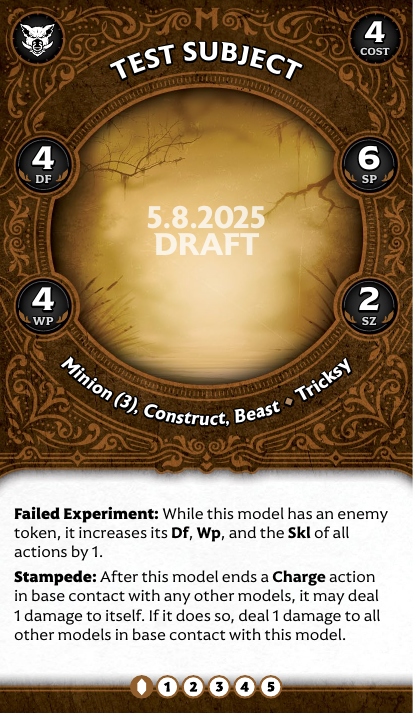 4
COST
TEST SUBJECT
4
DF
6
SP
5.8.2025
DRAFT
4
WP
2
SZ
Minion (3), Construct, Beast ⬥ Tricksy
Failed Experiment: While this model has an enemy
token, it increases its Df, Wp, and the Skl of all
actions by 1.
Stampede: After this model ends a Charge action
in base contact with any other models, it may deal
1 damage to itself. If it does so, deal 1 damage to all
other models in base contact with this model.
1 2 3 4 5